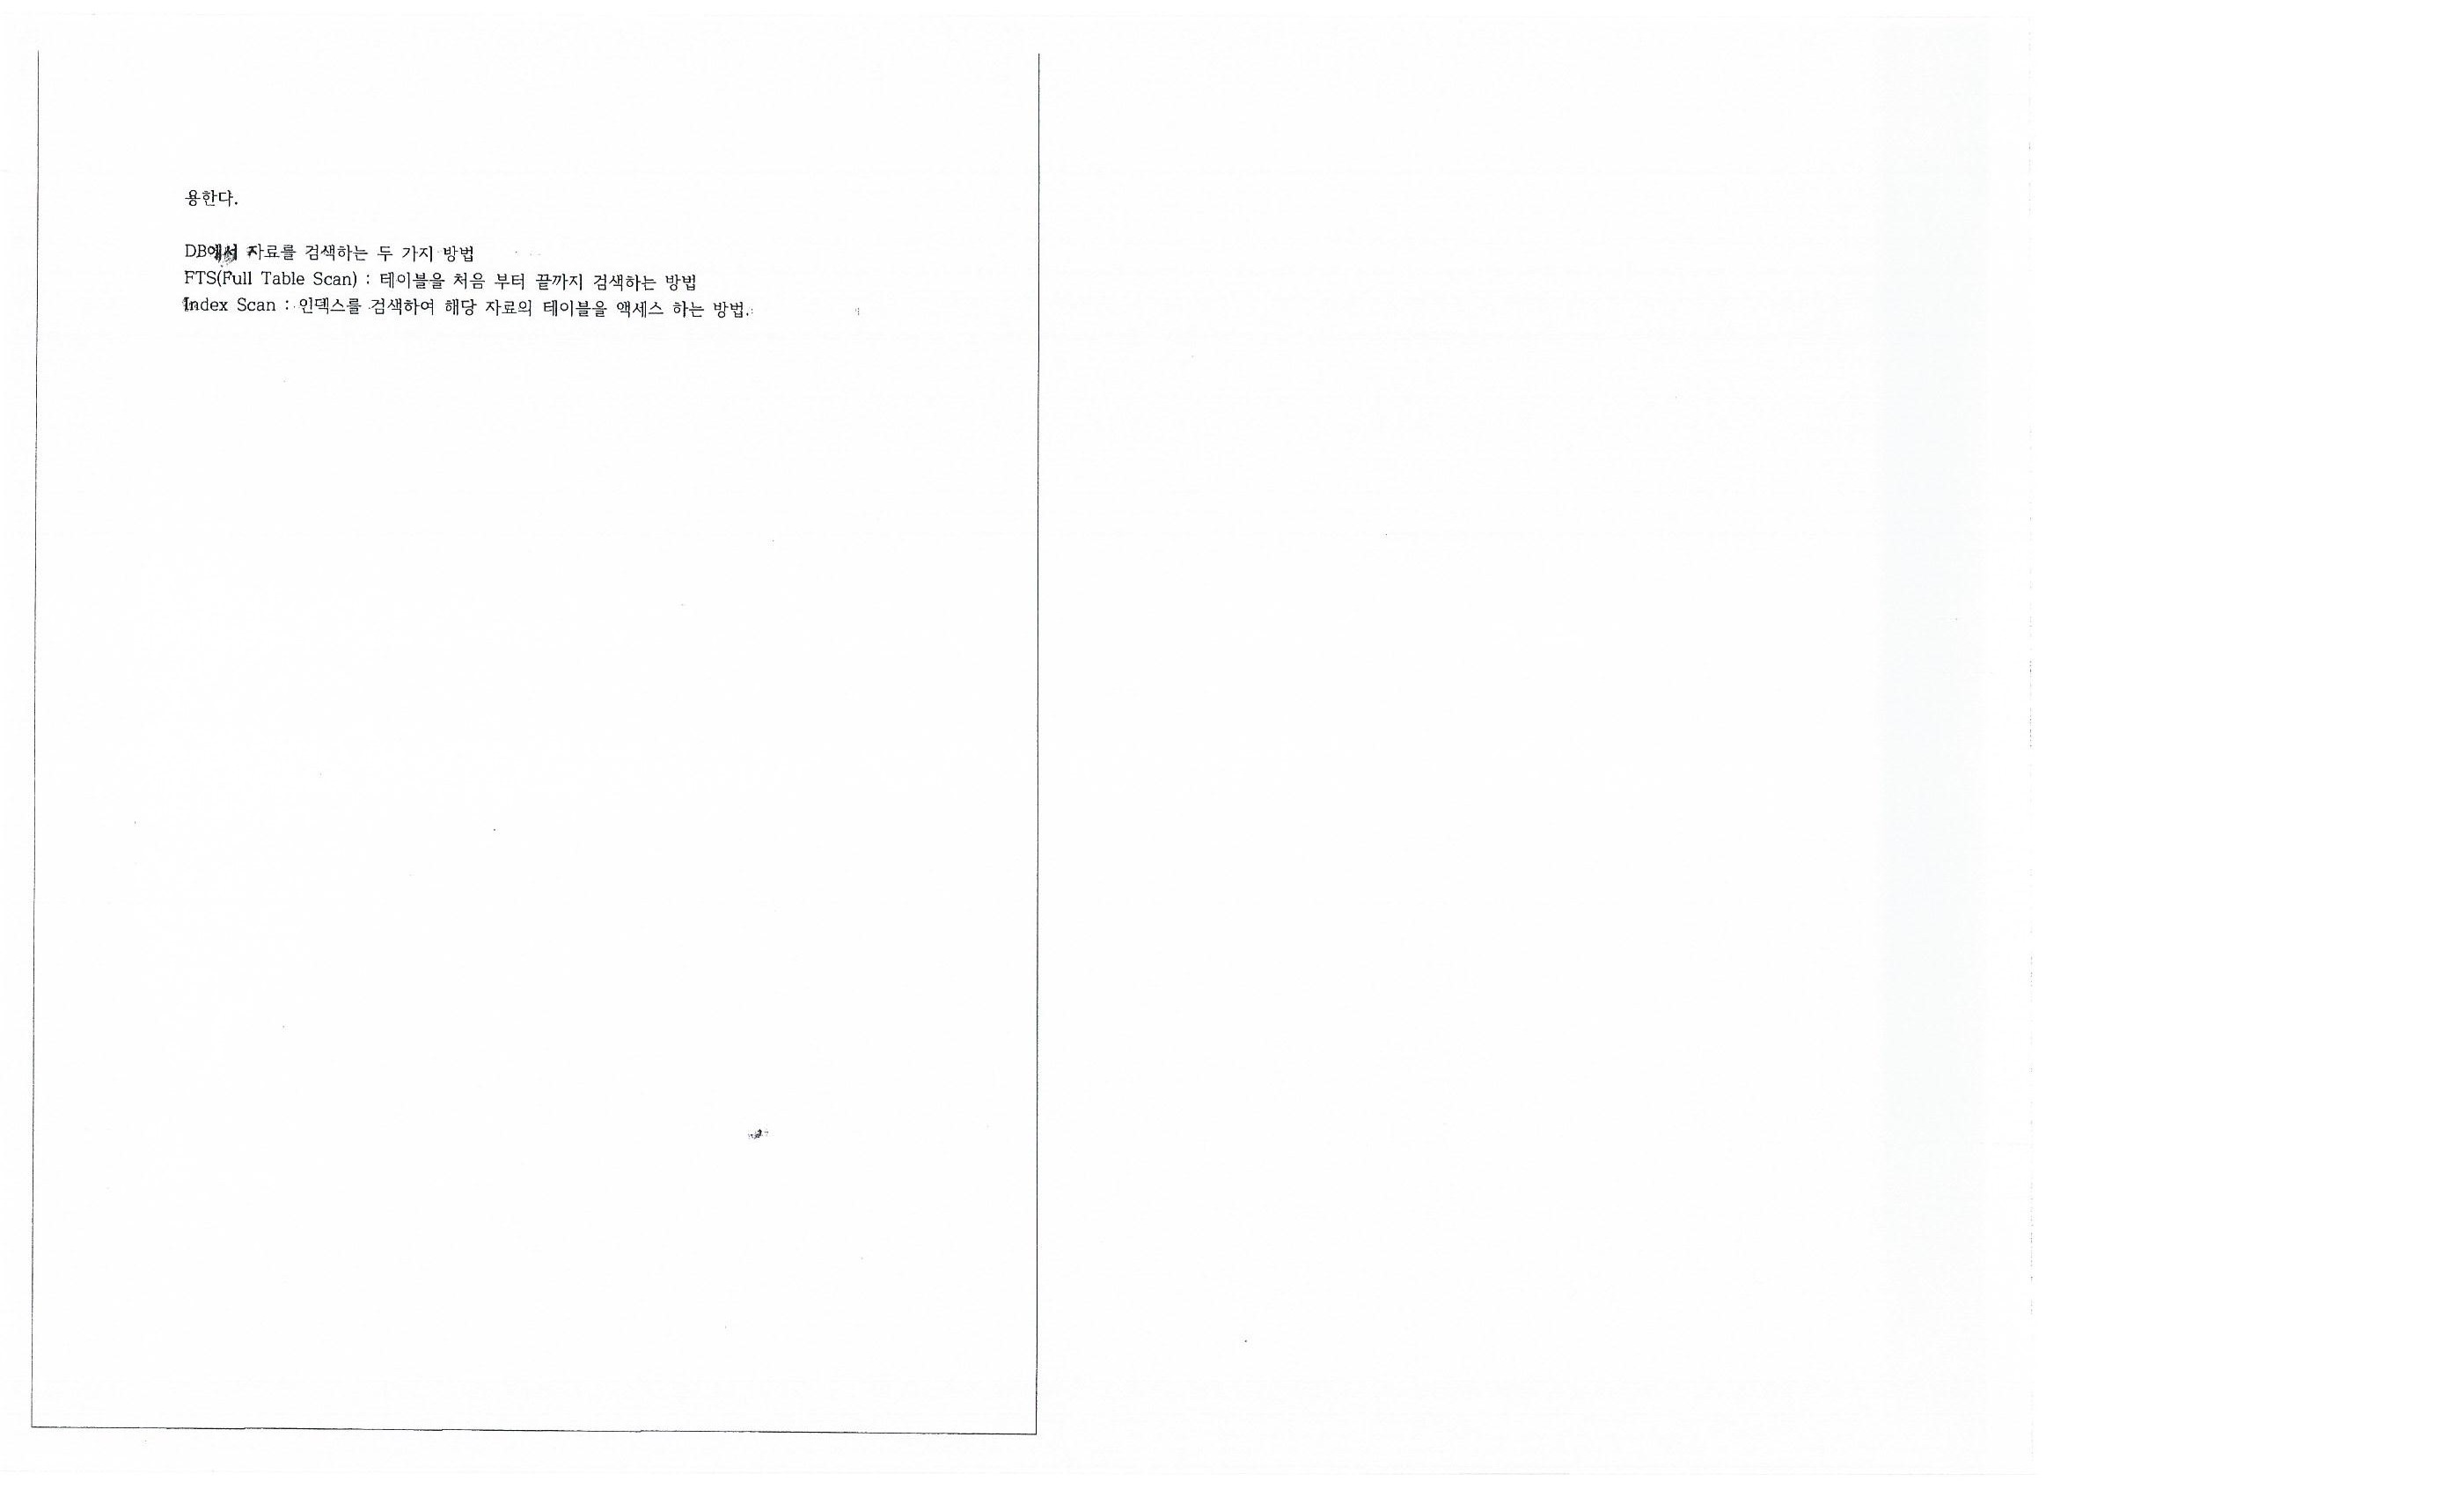 용한다.
DB에서 자료를 검색하는 두 가지 방법
FTS(Full Table Scan) : 테이블을 처음 부터 끝까지 검색하는 방법
Index Scan : 인덱스를 검색하여 해당 자료의 테이블을 액세스 하는 방법.